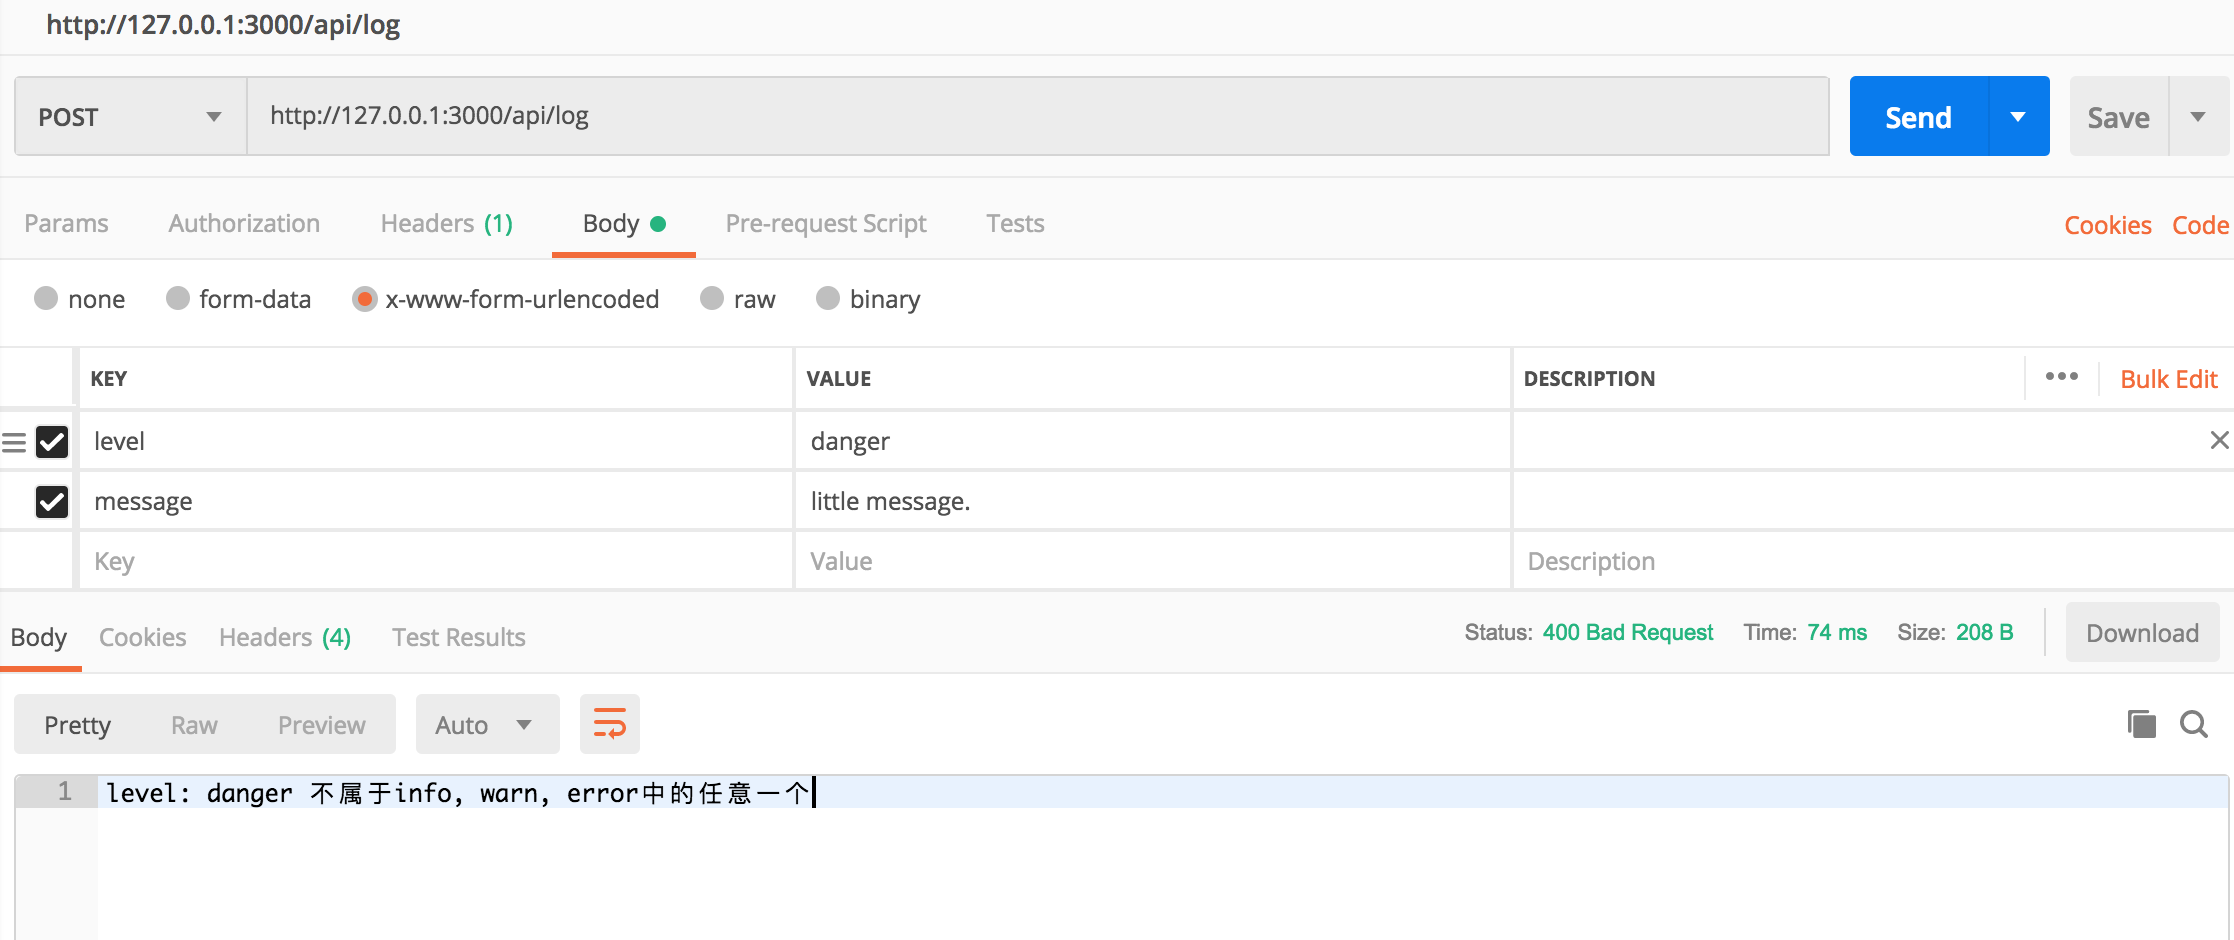 http://127.0.0.1:3000/api/log
POST http://127.0.0.1:3000/api/log Send Save
Params Authorization Headers (1) Body Pre-request Script Tests Cookies Code
none form-data x-www-form-urlencoded raw binary
KEY VALUE DESCRIPTION ••• Bulk Edit
level danger
message little message.
Key Value Description
Body Cookies Headers (4) Test Results Status: 400 Bad Request Time: 74 ms Size: 208 B Download
Pretty Raw Preview Auto
1 level: danger 不属于info, warn, error中的任意一个